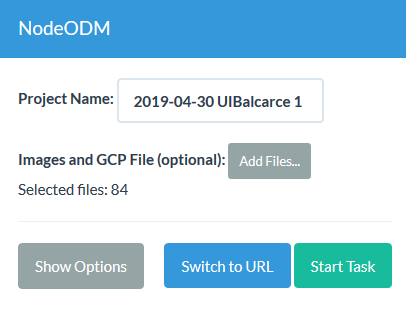 NodeODM
Project Name: 2019-04-30 UIBalcarce 1
Images and GCP File (optional): Add Files...
Selected files: 84
Show Options Switch to URL Start Task